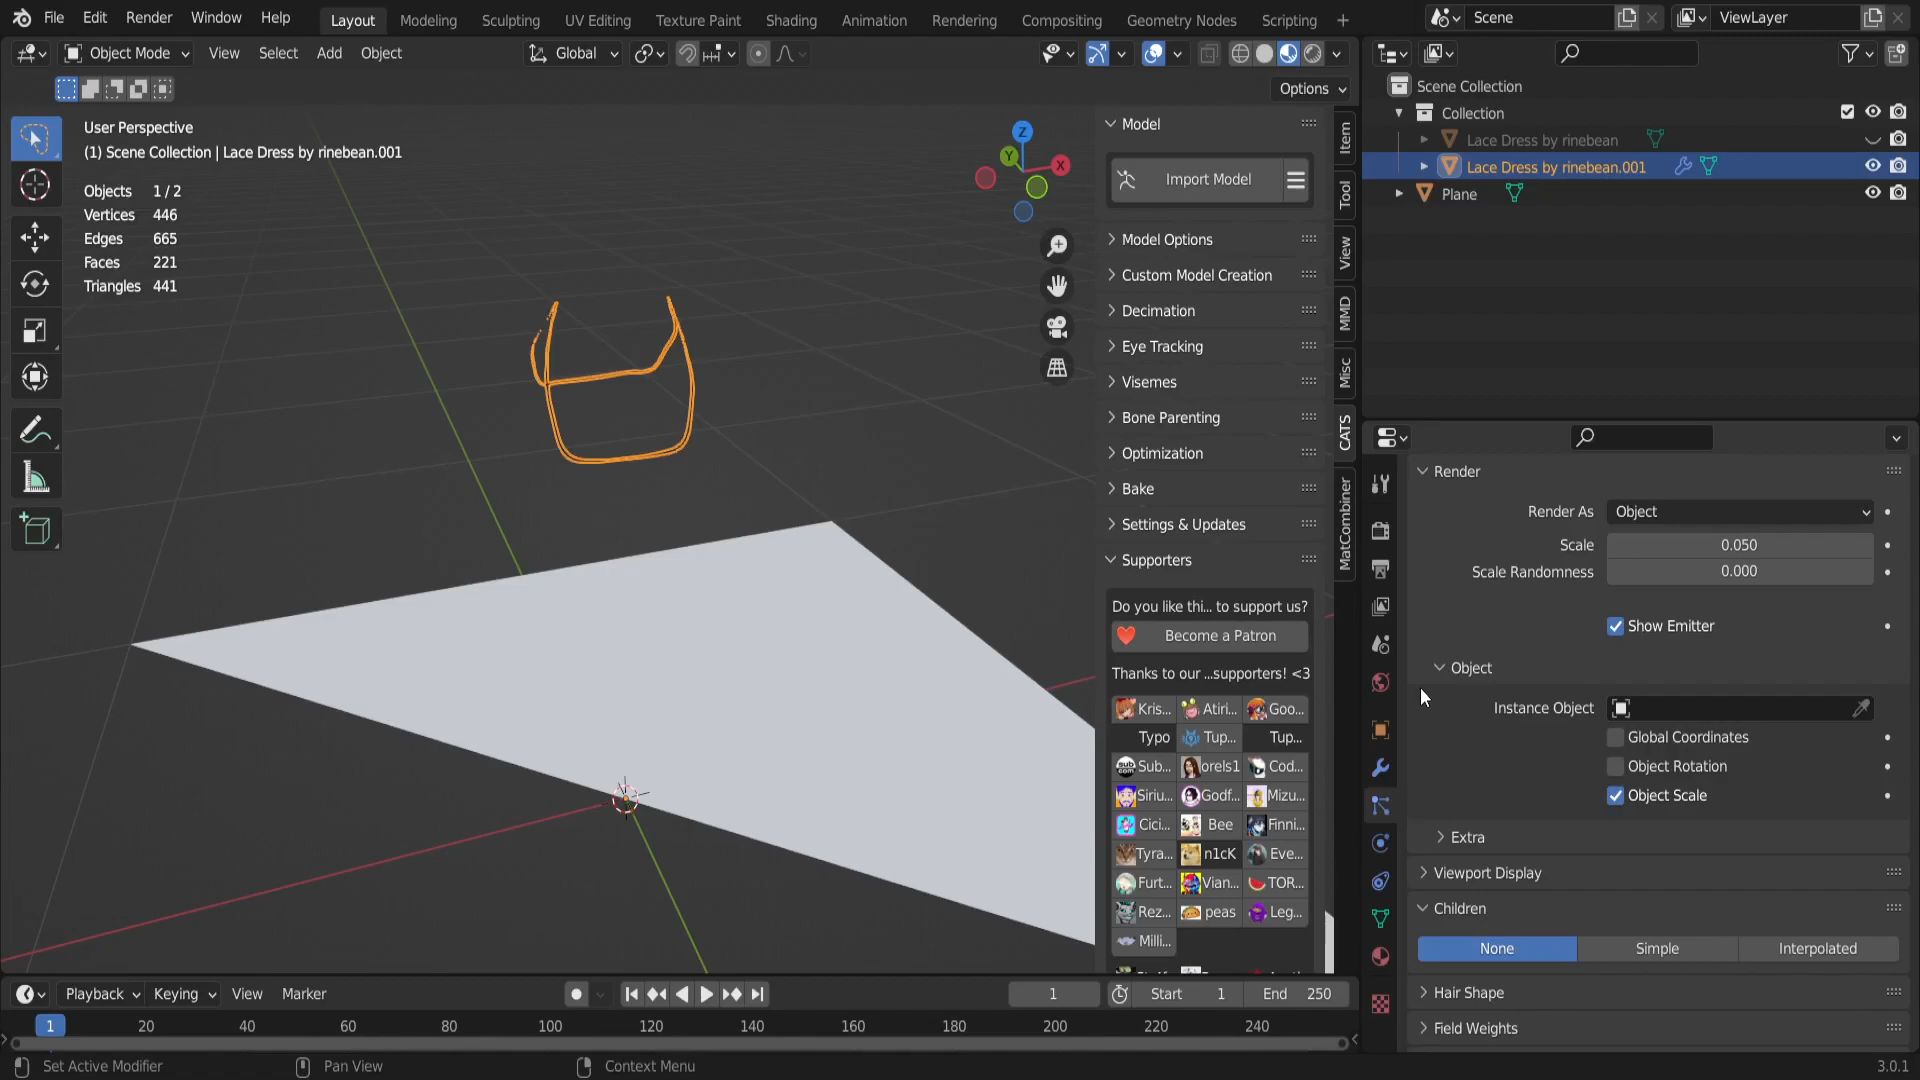 File Edit Render Window Help Layout Modeling Sculpting UV Editing Texture Paint Shading Animation Rendering Compositing Geometry Nodes Scripting + Scene ViewLayer
Object Mode View Select Add Object Global
Options
User Perspective
(1) Scene Collection | Lace Dress by rinebean.001
Objects 1 / 2
Vertices 446
Edges 665
Faces 221
Triangles 441
Z
Y
X
Model
Import Model
Model Options
Custom Model Creation
Decimation
Eye Tracking
Visemes
Bone Parenting
Optimization
Bake
Settings & Updates
Supporters
Do you like thi... to support us?
Become a Patron
Thanks to our ...supporters! <3
Kris... Atiri... Goo...
Typo Tup... Tup...
Sub... orels1 Cod...
Siriu... Godf... Mizu...
Cici... Bee Finni...
Tyra... n1cK Eve...
Furt... Vian... TOR...
Rez... peas Leg...
Milli...
Item
Tool
View
MMD
Misc
CATS
MatCombiner
Scene Collection
Collection
Lace Dress by rinebean
Lace Dress by rinebean.001
Plane
Render
Render As Object
Scale 0.050
Scale Randomness 0.000
Show Emitter
Object
Instance Object
Global Coordinates
Object Rotation
Object Scale
Extra
Viewport Display
Children
None Simple Interpolated
Hair Shape
Field Weights
Playback Keying View Marker 1 Start 1 End 250
1 20 40 60 80 100 120 140 160 180 200 220 240
Set Active Modifier Pan View Context Menu 3.0.1